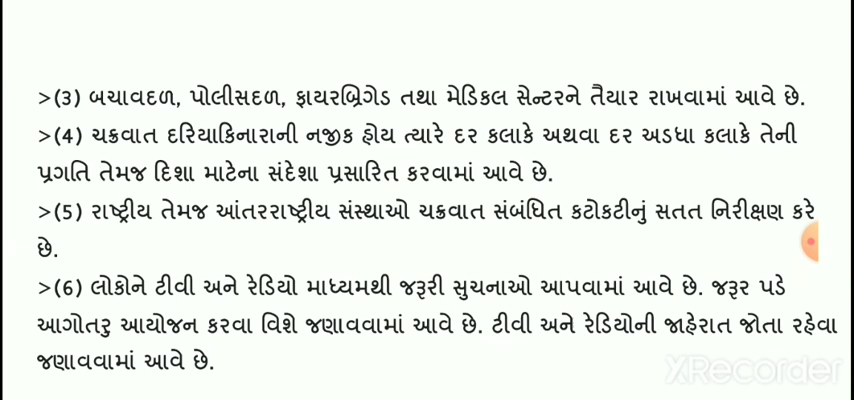 >(3) બચાવદળ, પોલીસદળ, ફાયરબ્રિગેડ તથા મેડિકલ સેન્ટરને તૈયાર રાખવામાં આવે છે.
>(4) ચક્રવાત દરિયાકિનારાની નજીક હોય ત્યારે દર કલાકે અથવા દર અડધા કલાકે તેની
પ્રગતિ તેમજ દિશા માટેના સંદેશા પ્રસારિત કરવામાં આવે છે.
>(5) રાષ્ટ્રીય તેમજ આંતરરાષ્ટ્રીય સંસ્થાઓ ચક્રવાત સંબંધિત કટોકટીનું સતત નિરીક્ષણ કરે
છે.
>(6) લોકોને ટીવી અને રેડિયો માધ્યમથી જરૂરી સુચનાઓ આપવામાં આવે છે. જરૂર પડે
આગોતરુ આયોજન કરવા વિશે જણાવવામાં આવે છે. ટીવી અને રેડિયોની જાહેરાત જોતા રહેવા
જણાવવામાં આવે છે.
XRecorder